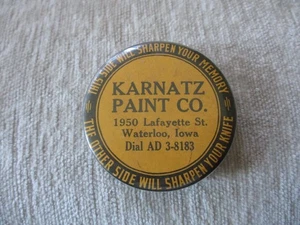 THIS SIDE WILL SHARPEN YOUR MEMORY
KARNATZ
PAINT CO.
1950 Lafayette St.
Waterloo, Iowa
Dial AD 3-8183
THE OTHER SIDE WILL SHARPEN YOUR KNIFE